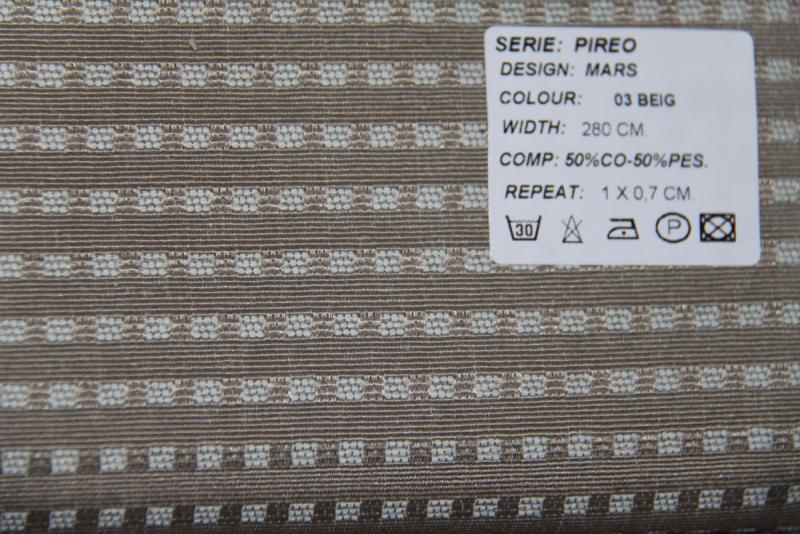 SERIE: PIREO
DESIGN: MARS
COLOUR: 03 BEIG
WIDTH: 280 CM.
COMP: 50%CO-50%PES.
REPEAT: 1 X 0,7 CM.
30 P